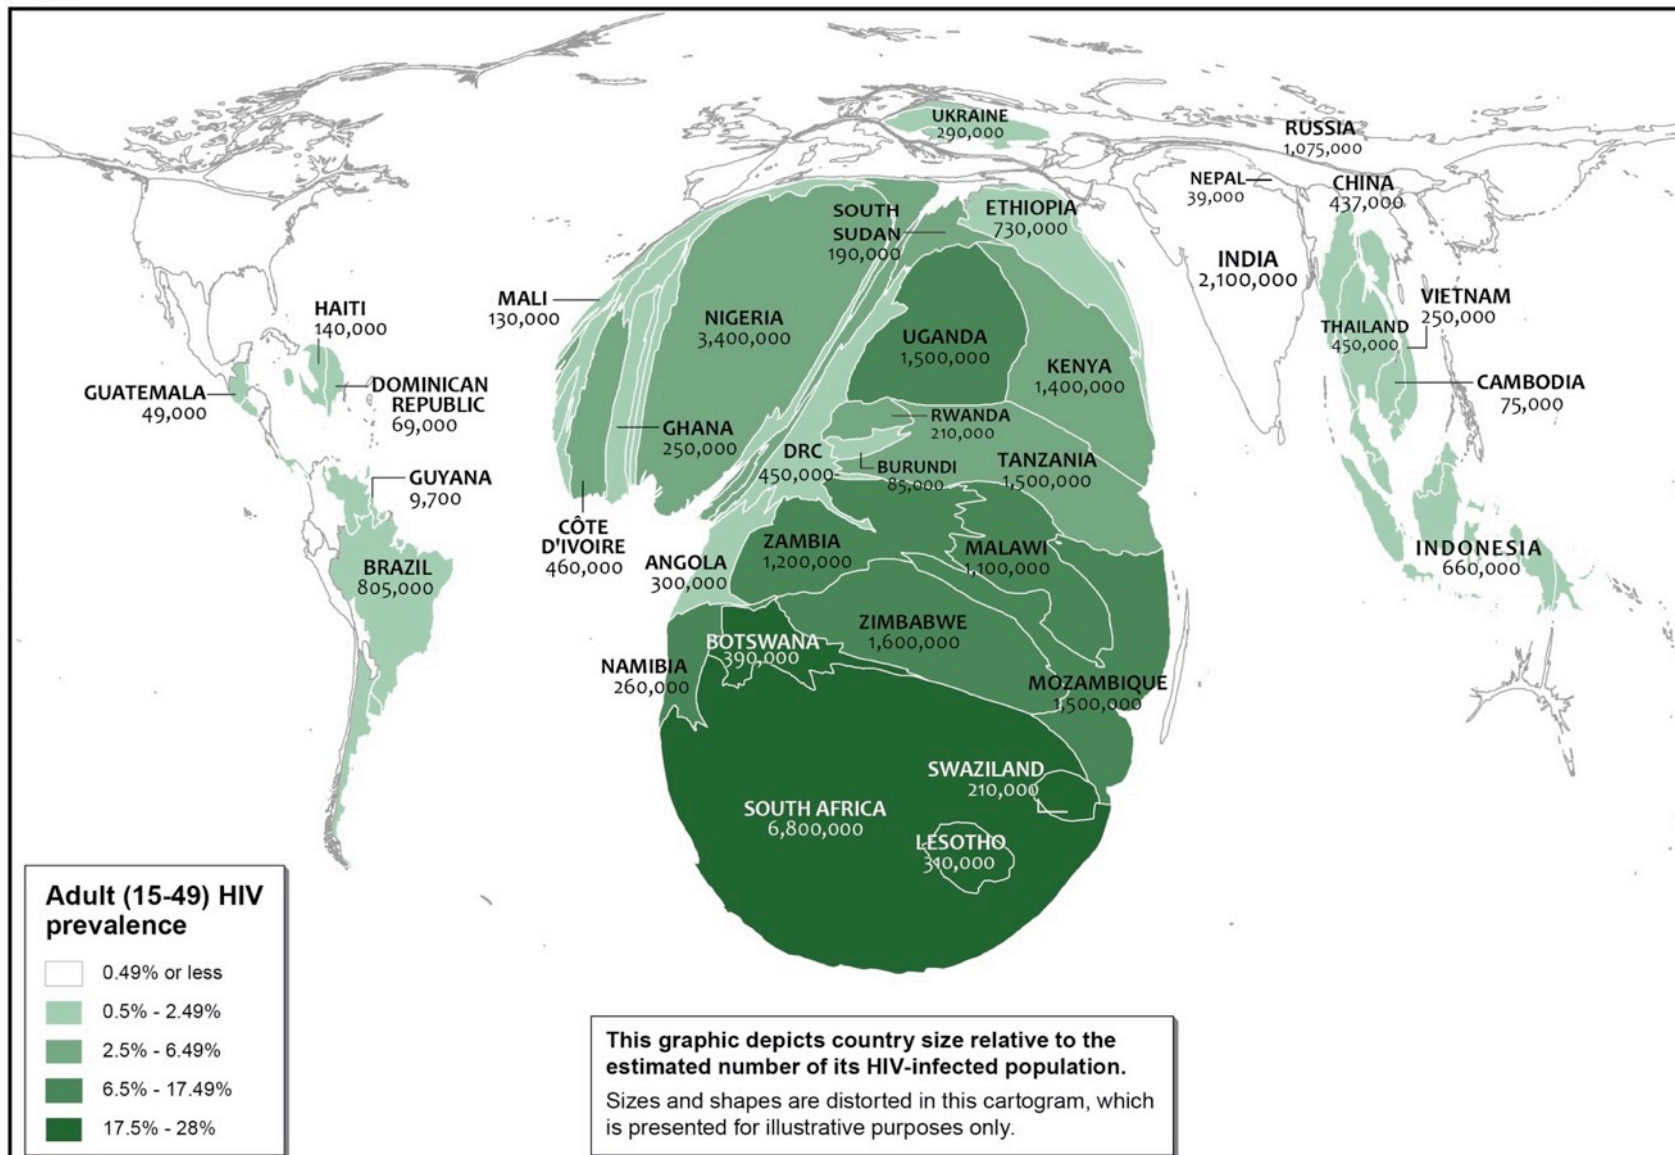 UKRAINE
290,000
RUSSIA
1,075,000
NEPAL
39,000
CHINA
437,000
SOUTH
SUDAN
190,000
ETHIOPIA
730,000
INDIA
2,100,000
MALI
130,000
HAITI
140,000
NIGERIA
3,400,000
UGANDA
1,500,000
VIETNAM
250,000
THAILAND
450,000
KENYA
1,400,000
GUATEMALA
49,000
DOMINICAN
REPUBLIC
69,000
CAMBODIA
75,000
GHANA
250,000
RWANDA
210,000
DRC
450,000
BURUNDI
85,000
TANZANIA
1,500,000
GUYANA
9,700
CÔTE
D'IVOIRE
460,000
ZAMBIA
1,200,000
MALAWI
1,100,000
INDONESIA
660,000
BRAZIL
805,000
ANGOLA
300,000
ZIMBABWE
1,600,000
BOTSWANA
390,000
NAMIBIA
260,000
MOZAMBIQUE
1,500,000
SWAZILAND
210,000
SOUTH AFRICA
6,800,000
LESOTHO
310,000
Adult (15-49) HIV
prevalence
0.49% or less
0.5% - 2.49%
2.5% - 6.49%
6.5% - 17.49%
17.5% - 28%
This graphic depicts country size relative to the
estimated number of its HIV-infected population.
Sizes and shapes are distorted in this cartogram, which
is presented for illustrative purposes only.